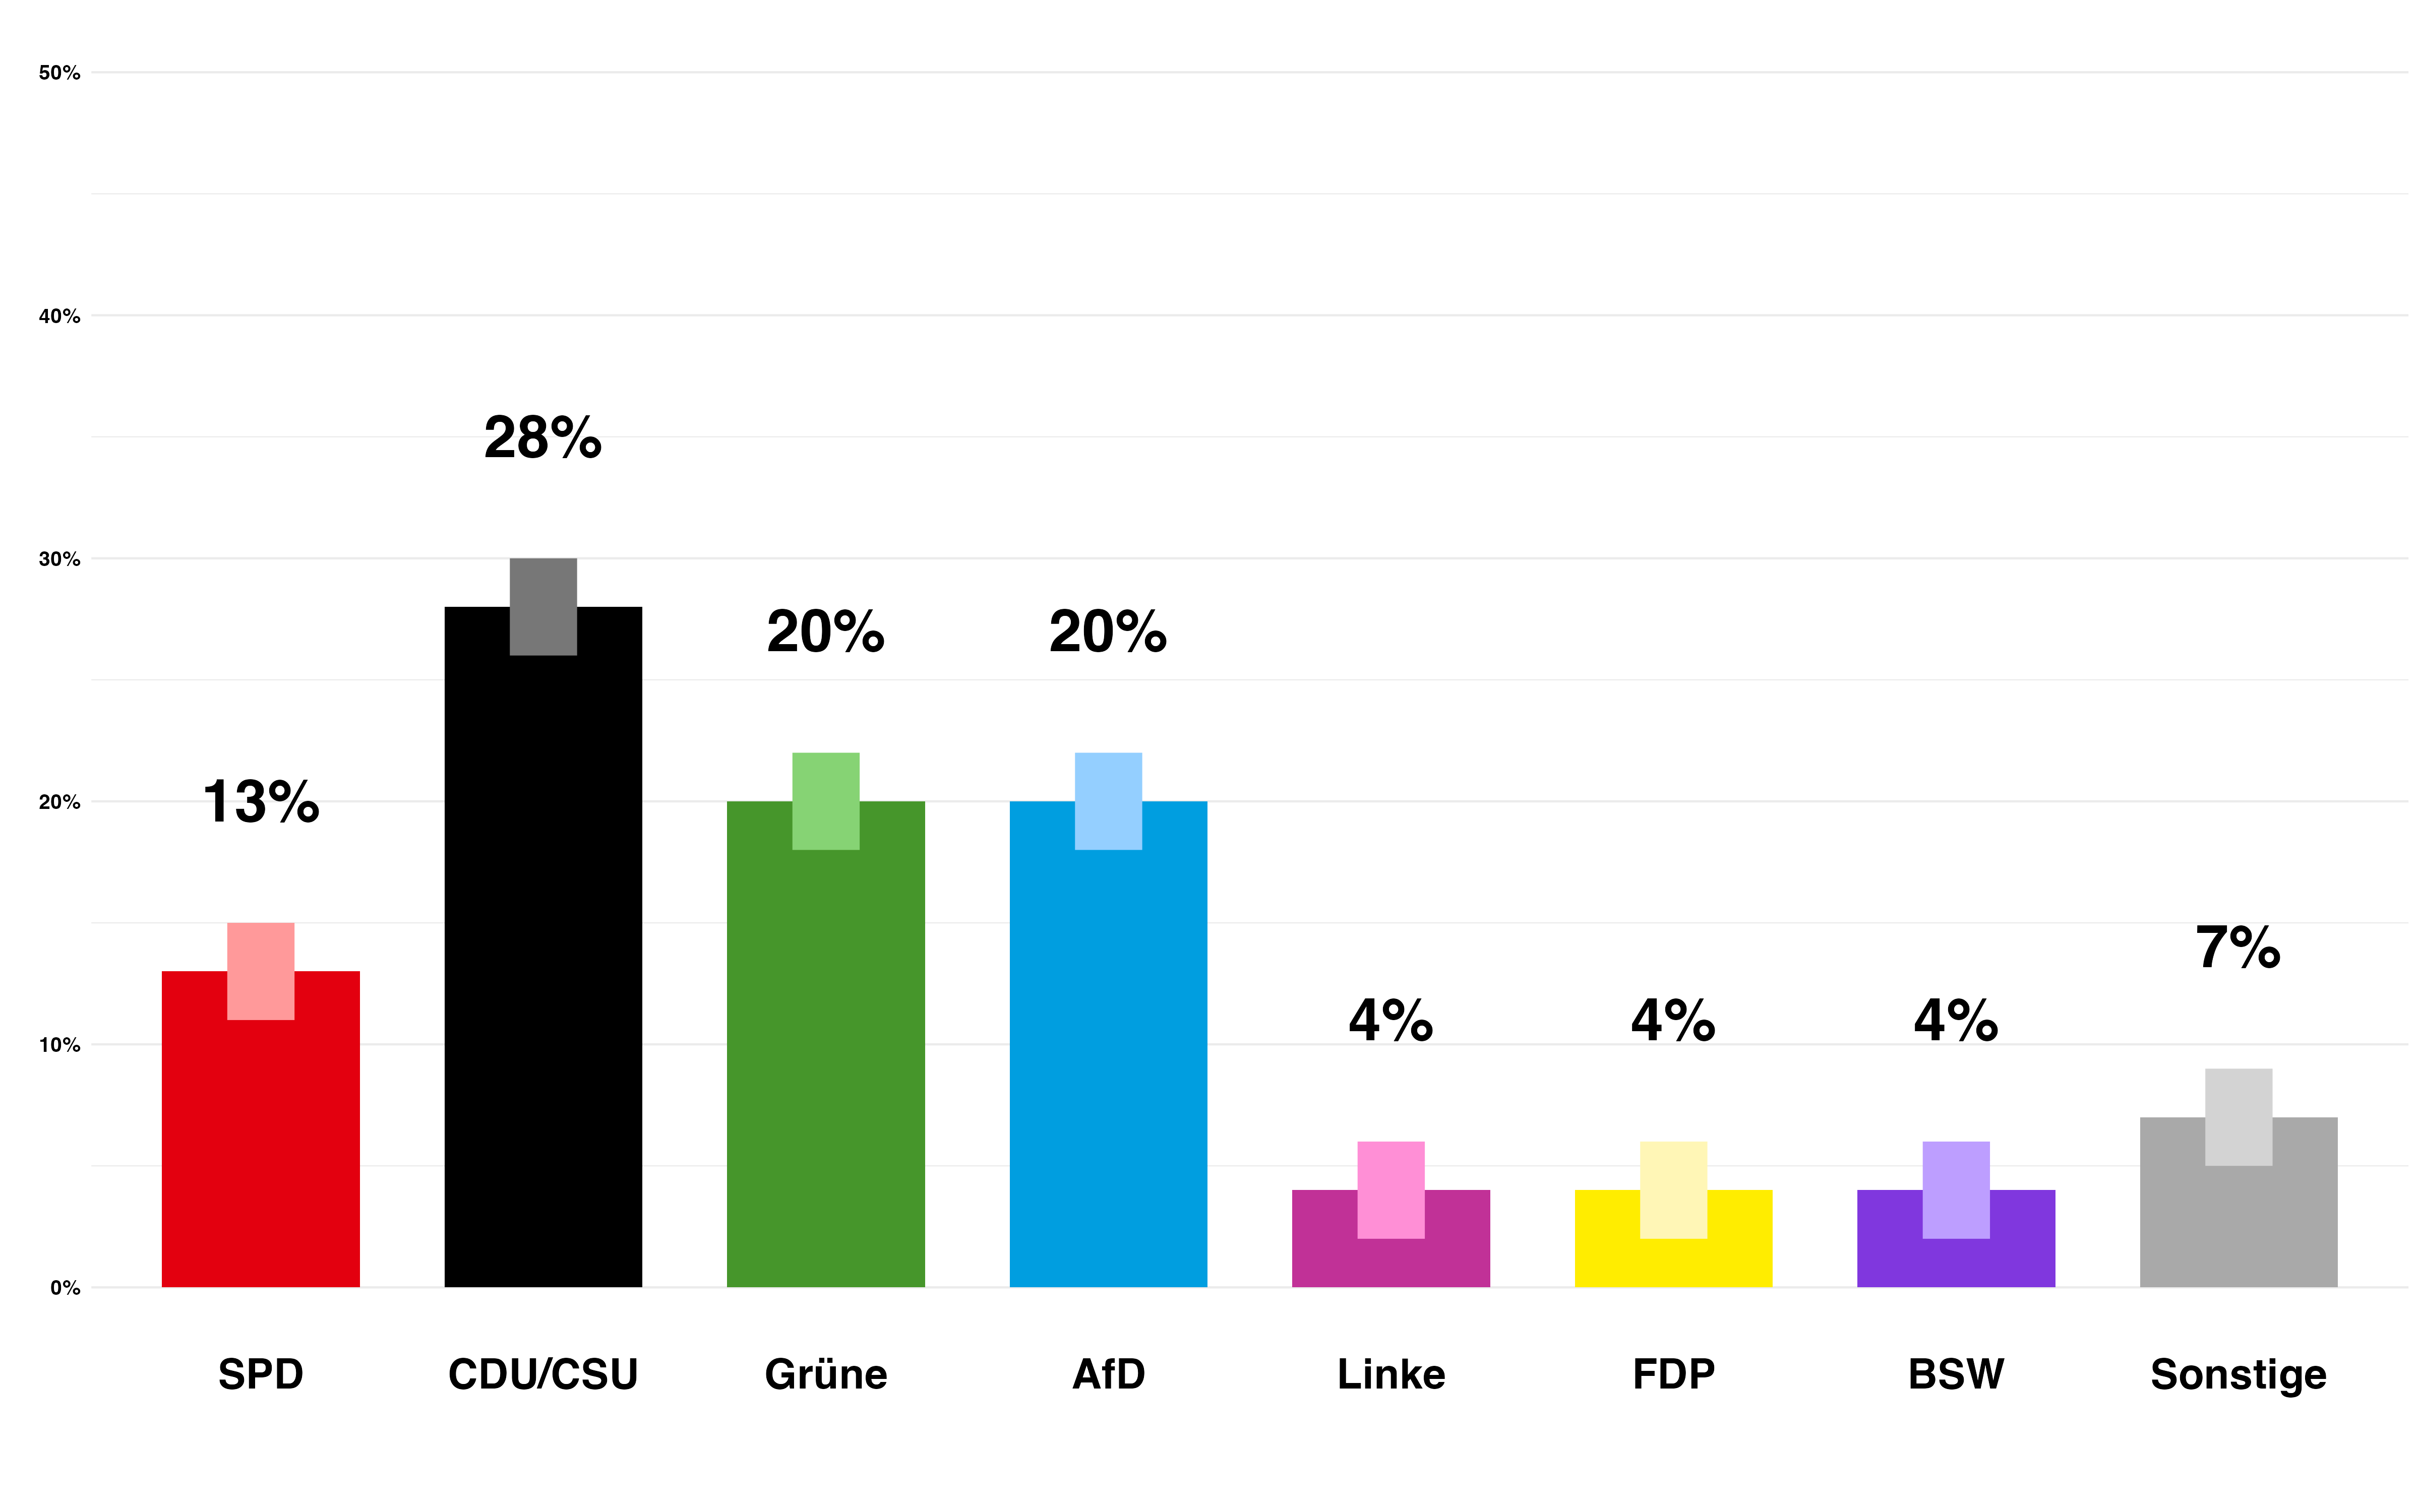 50%
40%
30%
20%
10%
0%
13%
28%
20%
20%
4%
4%
4%
7%
SPD
CDU/CSU
Grüne
AfD
Linke
FDP
BSW
Sonstige